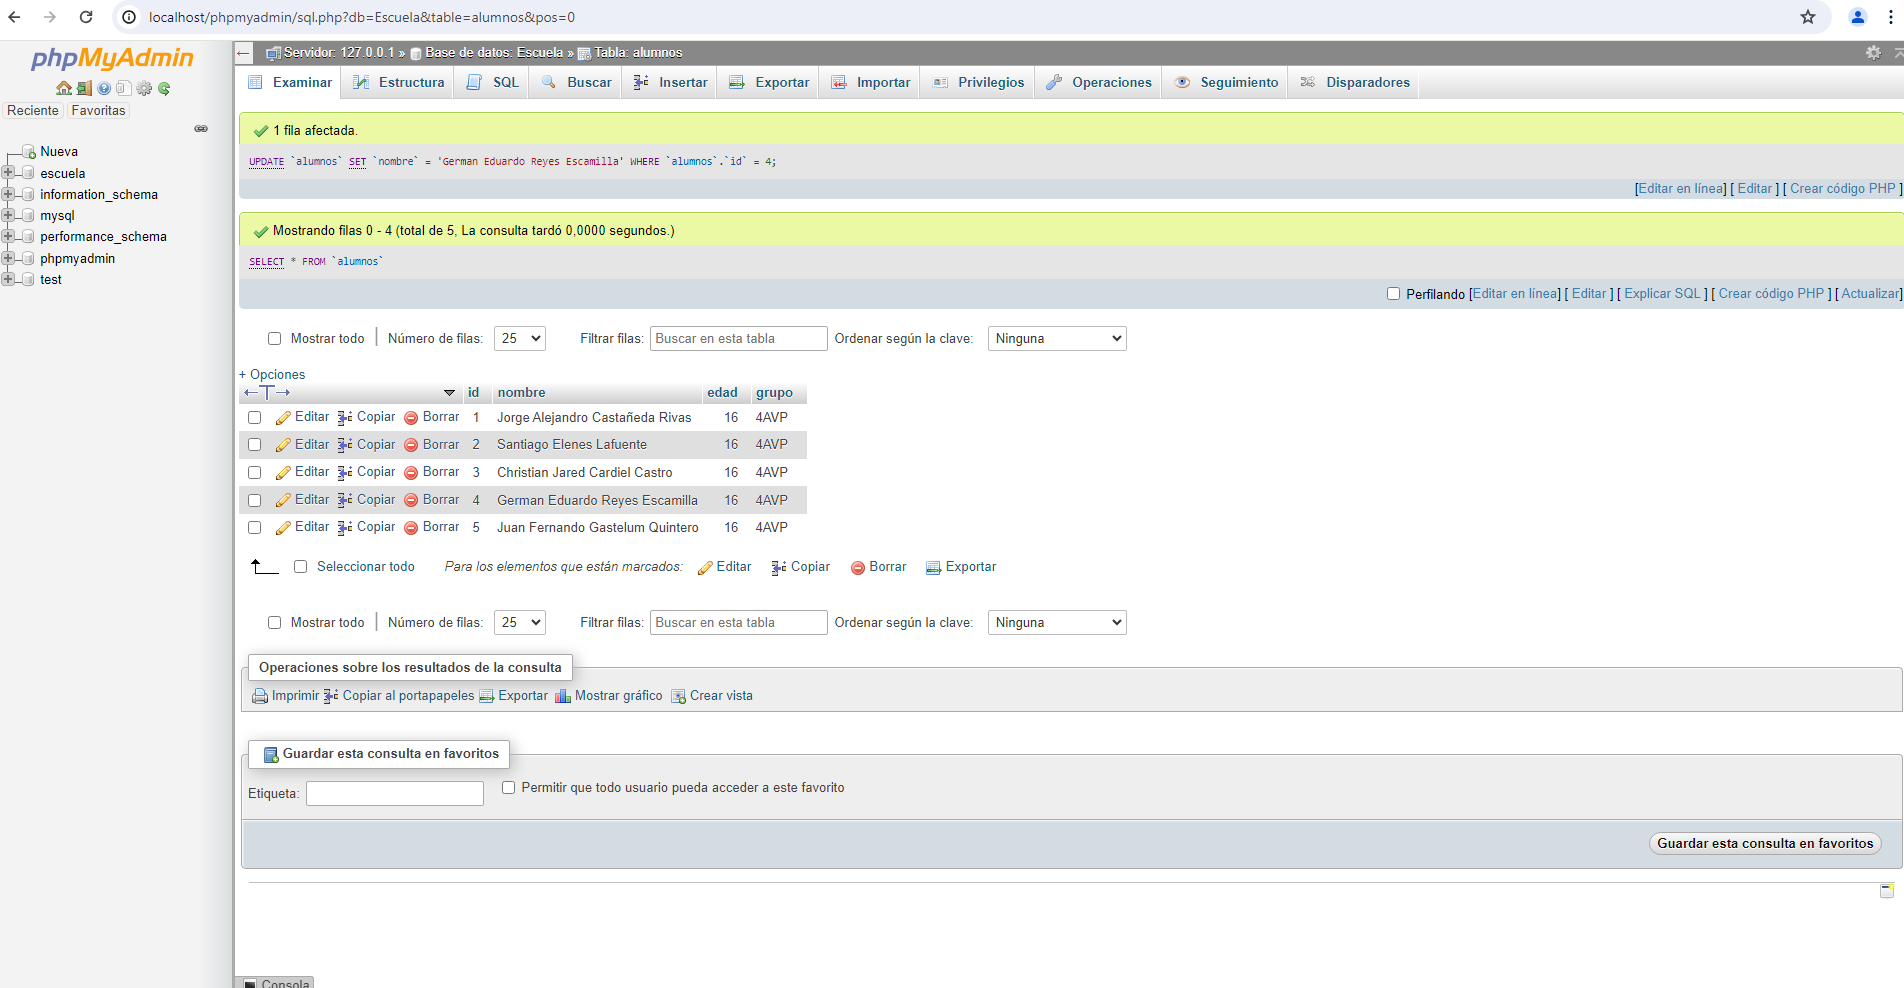 localhost/phpmyadmin/sql.php?db=Escuela&table=alumnos&pos=0
phpMyAdmin
Reciente Favoritas
Nueva
escuela
information_schema
mysql
performance_schema
phpmyadmin
test
Servidor: 127.0.0.1 » Base de datos: Escuela » Tabla: alumnos
Examinar Estructura SQL Buscar Insertar Exportar Importar Privilegios Operaciones Seguimiento Disparadores
1 fila afectada.
UPDATE `alumnos` SET `nombre` = 'German Eduardo Reyes Escamilla' WHERE `alumnos`.`id` = 4;
[Editar en línea] [ Editar ] [ Crear código PHP ]
Mostrando filas 0 - 4 (total de 5, La consulta tardó 0,0000 segundos.)
SELECT * FROM `alumnos`
Perfilando [Editar en línea] [ Editar ] [ Explicar SQL ] [ Crear código PHP ] [ Actualizar]
Mostrar todo | Número de filas: 25 Filtrar filas: Buscar en esta tabla Ordenar según la clave: Ninguna
+ Opciones
←T→ id nombre edad grupo
Editar Copiar Borrar 1 Jorge Alejandro Castañeda Rivas 16 4AVP
Editar Copiar Borrar 2 Santiago Elenes Lafuente 16 4AVP
Editar Copiar Borrar 3 Christian Jared Cardiel Castro 16 4AVP
Editar Copiar Borrar 4 German Eduardo Reyes Escamilla 16 4AVP
Editar Copiar Borrar 5 Juan Fernando Gastelum Quintero 16 4AVP
Seleccionar todo Para los elementos que están marcados: Editar Copiar Borrar Exportar
Mostrar todo | Número de filas: 25 Filtrar filas: Buscar en esta tabla Ordenar según la clave: Ninguna
Operaciones sobre los resultados de la consulta
Imprimir Copiar al portapapeles Exportar Mostrar gráfico Crear vista
Guardar esta consulta en favoritos
Etiqueta: Permitir que todo usuario pueda acceder a este favorito
Guardar esta consulta en favoritos
Consola